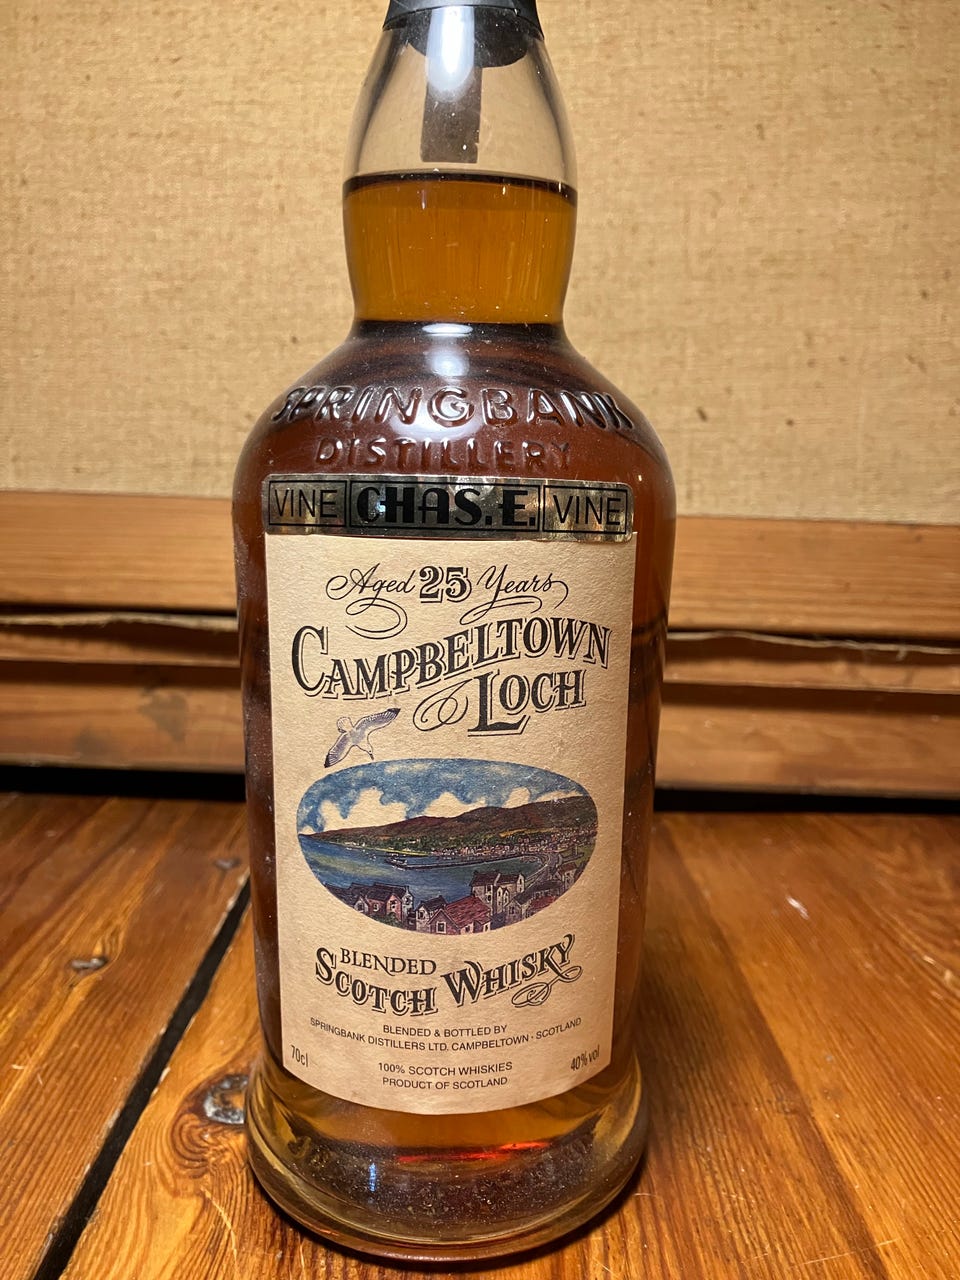 SPRINGBANK
DISTILLERY
VINE CHAS.E. VINE
Aged 25 Years
CAMPBELTOWN
LOCH
BLENDED
SCOTCH WHISKY
BLENDED & BOTTLED BY
SPRINGBANK DISTILLERS LTD. CAMPBELTOWN · SCOTLAND
70cl 100% SCOTCH WHISKIES 40% vol
PRODUCT OF SCOTLAND